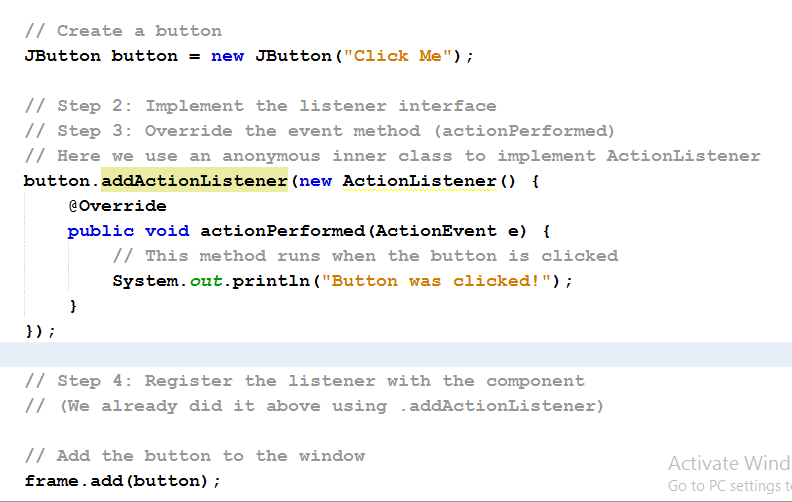 // Create a button
JButton button = new JButton("Click Me");
// Step 2: Implement the listener interface
// Step 3: Override the event method (actionPerformed)
// Here we use an anonymous inner class to implement ActionListener
button.addActionListener(new ActionListener() {
@Override
public void actionPerformed(ActionEvent e) {
// This method runs when the button is clicked
System.out.println("Button was clicked!");
}
});
// Step 4: Register the listener with the component
// (We already did it above using .addActionListener)
// Add the button to the window
frame.add(button);
Activate Wind
Go to PC settings t